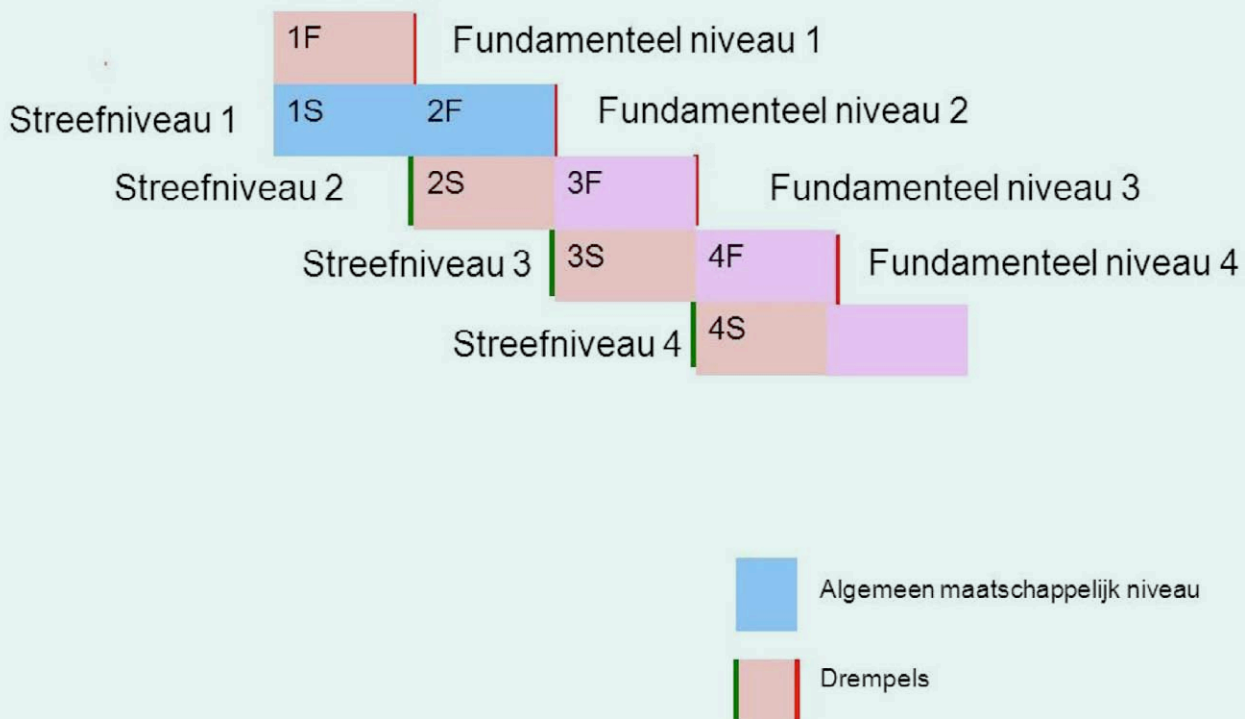 1F Fundamenteel niveau 1
Streefniveau 1 1S 2F Fundamenteel niveau 2
Streefniveau 2 2S 3F Fundamenteel niveau 3
Streefniveau 3 3S 4F Fundamenteel niveau 4
Streefniveau 4 4S
Algemeen maatschappelijk niveau
Drempels